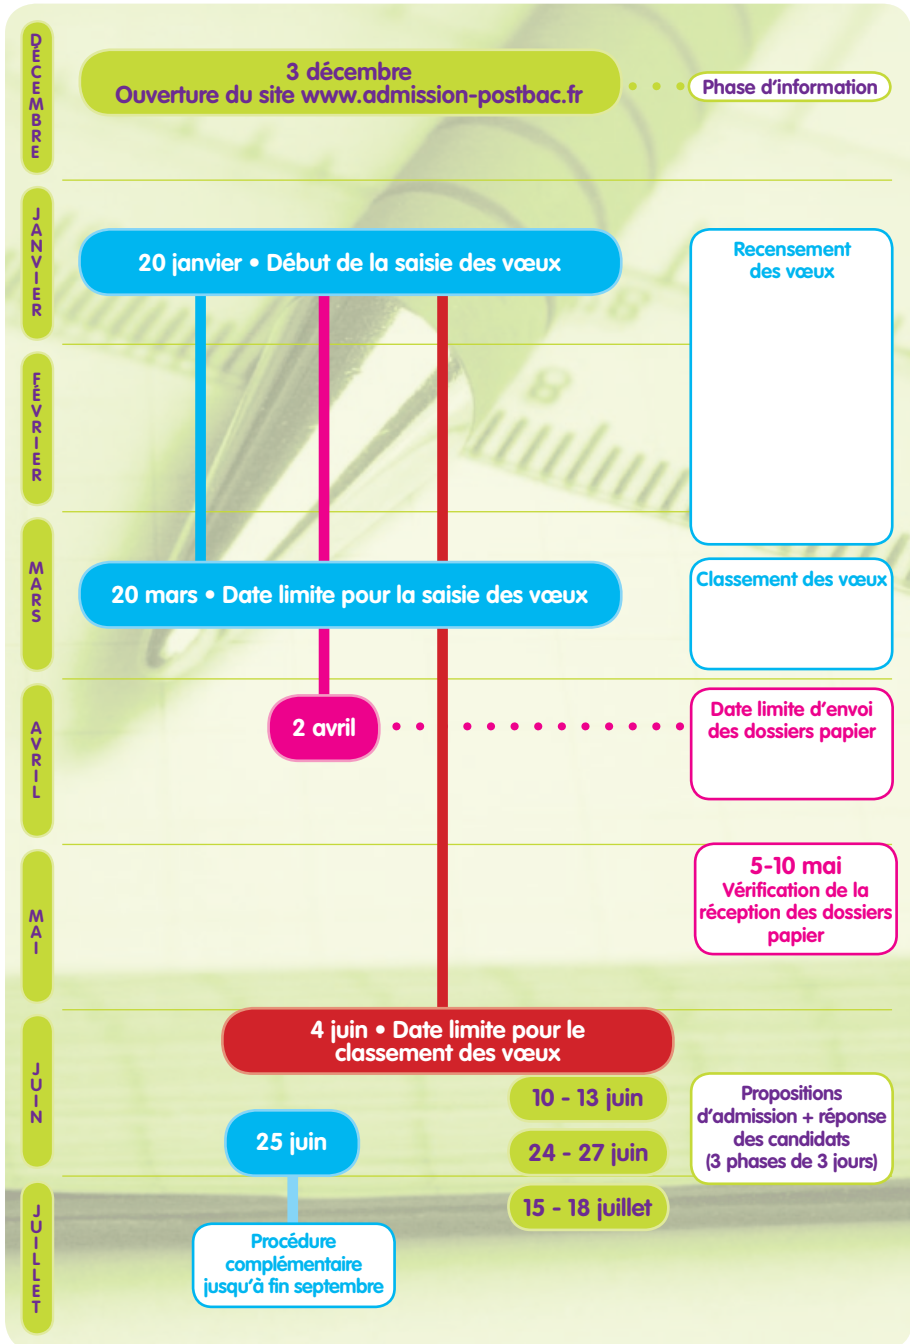 DÉCEMBRE
3 décembre
Ouverture du site www.admission-postbac.fr
Phase d'information
JANVIER
20 janvier • Début de la saisie des vœux
Recensement
des vœux
FÉVRIER
MARS
20 mars • Date limite pour la saisie des vœux
Classement des vœux
AVRIL
2 avril
Date limite d'envoi
des dossiers papier
MAI
5-10 mai
Vérification de la
réception des dossiers
papier
JUIN
4 juin • Date limite pour le
classement des vœux
10 - 13 juin
24 - 27 juin
15 - 18 juillet
Propositions
d'admission + réponse
des candidats
(3 phases de 3 jours)
25 juin
JUILLET
Procédure
complémentaire
jusqu'à fin septembre
8